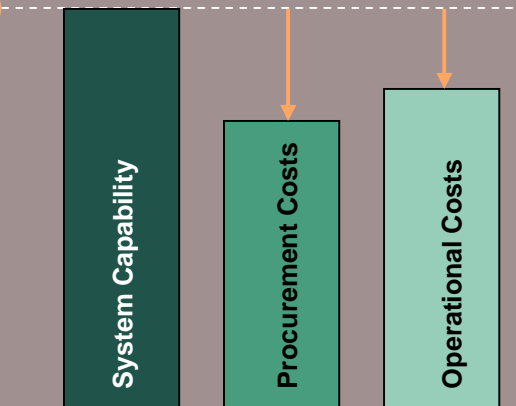 System Capability
Procurement Costs
Operational Costs